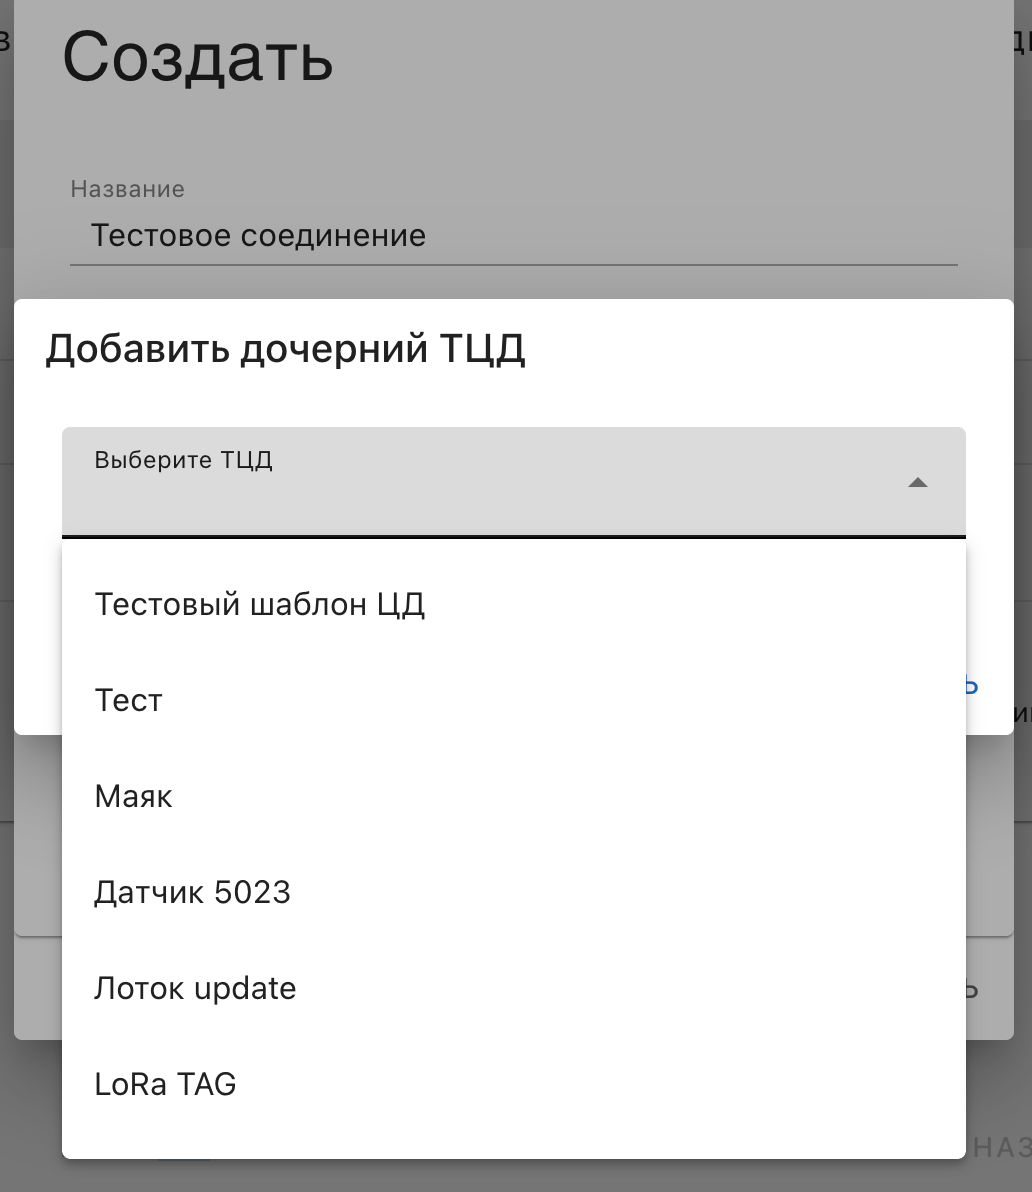 Создать
Название
Тестовое соединение
Добавить дочерний ТЦД
Выберите ТЦД
Тестовый шаблон ЦД
Тест
Маяк
Датчик 5023
Лоток update
LoRa TAG